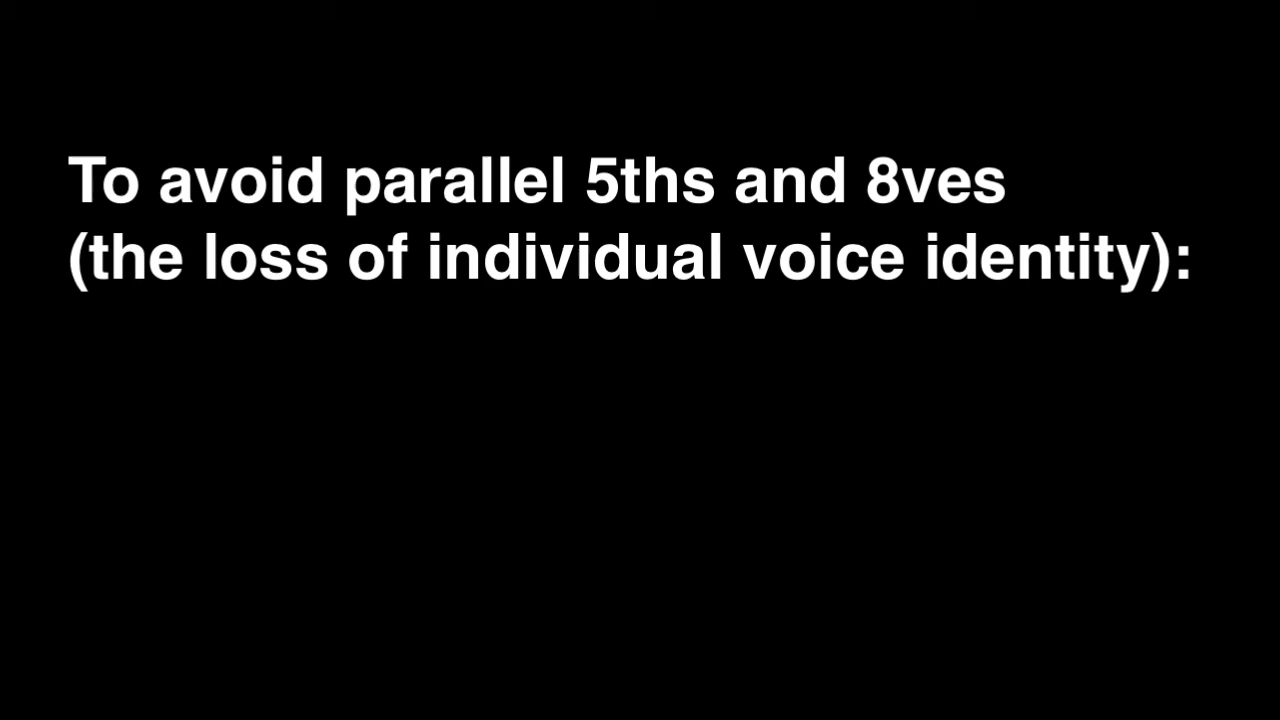 To avoid parallel 5ths and 8ves
(the loss of individual voice identity):